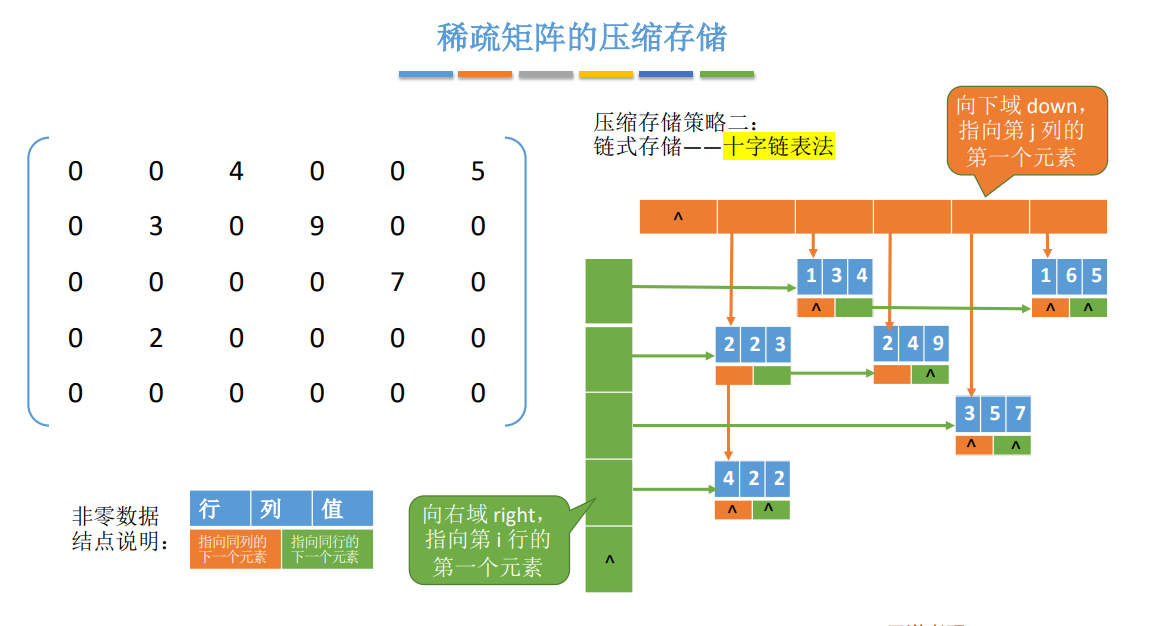 稀疏矩阵的压缩存储
压缩存储策略二：
链式存储——十字链表法
向下域 down，
指向第 j 列的
第一个元素
0 0 4 0 0 5
0 3 0 9 0 0
0 0 0 0 7 0
0 2 0 0 0 0
0 0 0 0 0 0
^
1 3 4
^
1 6 5
^ ^
2 2 3
2 4 9
^
3 5 7
^ ^
4 2 2
^ ^
^
非零数据
结点说明：
行 列 值
指向同列的
下一个元素
指向同行的
下一个元素
向右域 right，
指向第 i 行的
第一个元素